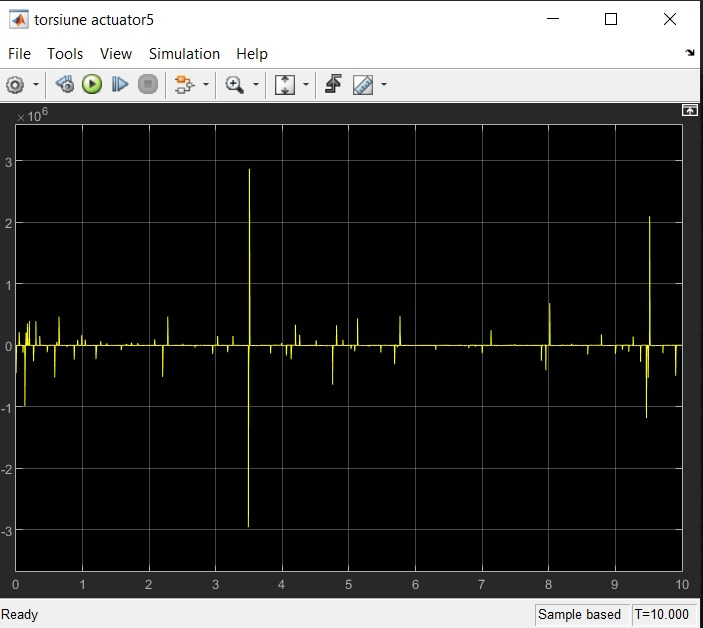 torsiune actuator5
File Tools View Simulation Help
×10^6
3
2
1
0
-1
-2
-3
0 1 2 3 4 5 6 7 8 9 10
Ready Sample based T=10.000